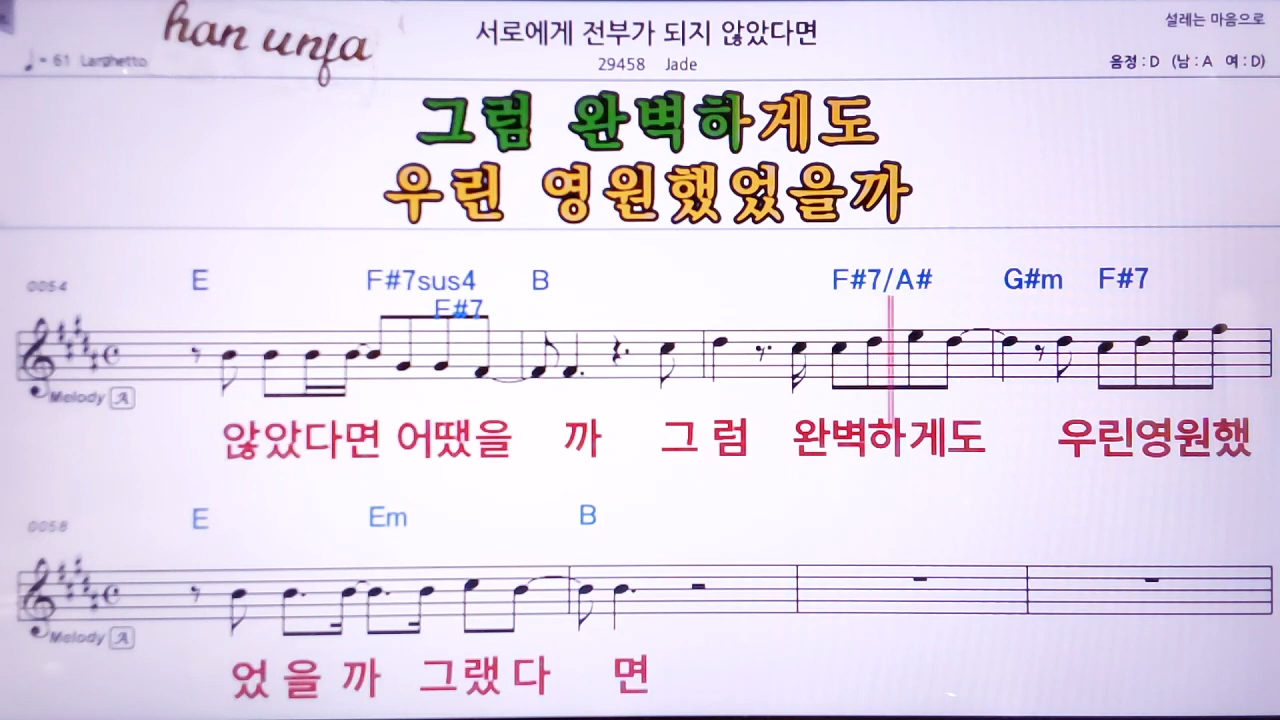 han unja
서로에게 전부가 되지 않았다면
설레는 마음으로
♩= 61 Larghetto
29458 Jade
음정 : D (남 : A 여 : D)
그럼 완벽하게도
우린 영원했었을까
0054
E F#7sus4 B F#7/A# G#m F#7
F#7
Melody A
않았다면 어땠을 까 그 럼 완벽하게도 우린영원했
0058
E Em B
Melody A
었 을 까 그랬 다 면